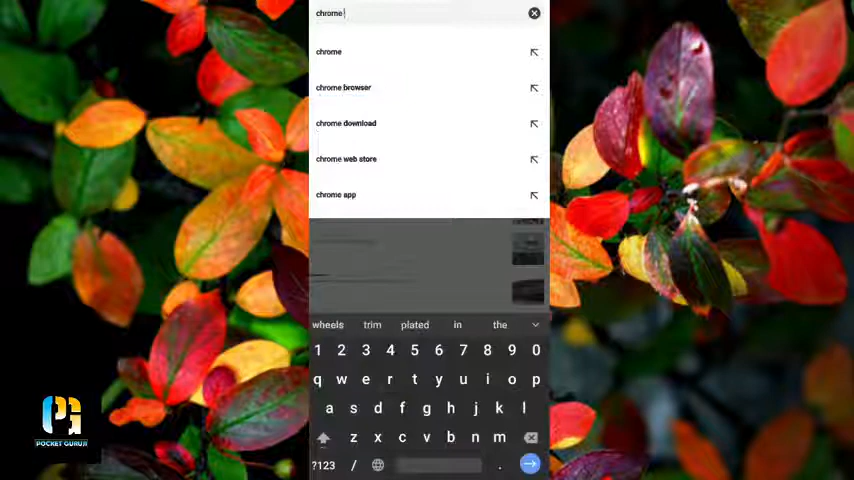 chrome
chrome
chrome browser
chrome download
chrome web store
chrome app
wheels trim plated in the
1 2 3 4 5 6 7 8 9 0
q w e r t y u i o p
a s d f g h j k l
z x c v b n m
?123 / .
PG
POCKET GURUJI